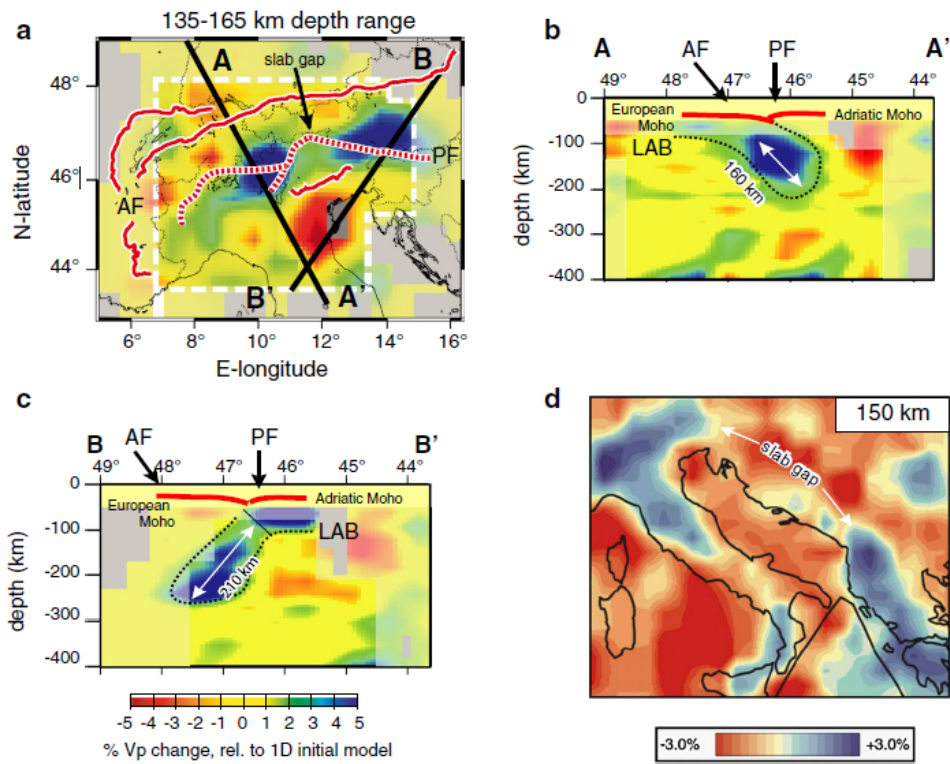 135-165 km depth range
a
A
B
slab gap
48°
46°
44°
N-latitude
AF
PF
B'
A'
6°
8°
10°
12°
14°
16°
E-longitude
b
A
AF
PF
A'
49°
48°
47°
46°
45°
44°
0
-100
-200
-300
-400
depth (km)
European
Moho
Adriatic Moho
LAB
160 km
c
B
AF
PF
B'
49°
48°
47°
46°
45°
44°
0
-100
-200
-300
-400
depth (km)
European
Moho
Adriatic Moho
LAB
210 km
-5 -4 -3 -2 -1 0 1 2 3 4 5
% Vp change, rel. to 1D initial model
d
150 km
slab gap
-3.0%
+3.0%